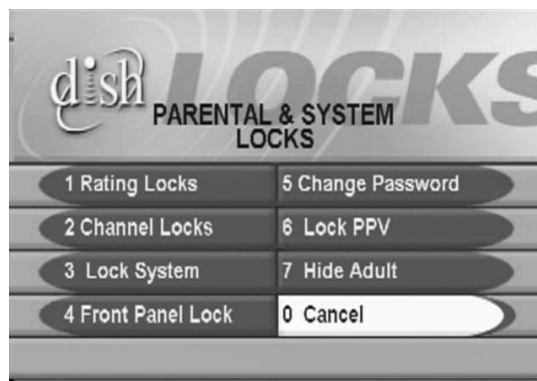 LOCKS
dish
PARENTAL & SYSTEM
LOCKS
1 Rating Locks
2 Channel Locks
3 Lock System
4 Front Panel Lock
5 Change Password
6 Lock PPV
7 Hide Adult
0 Cancel